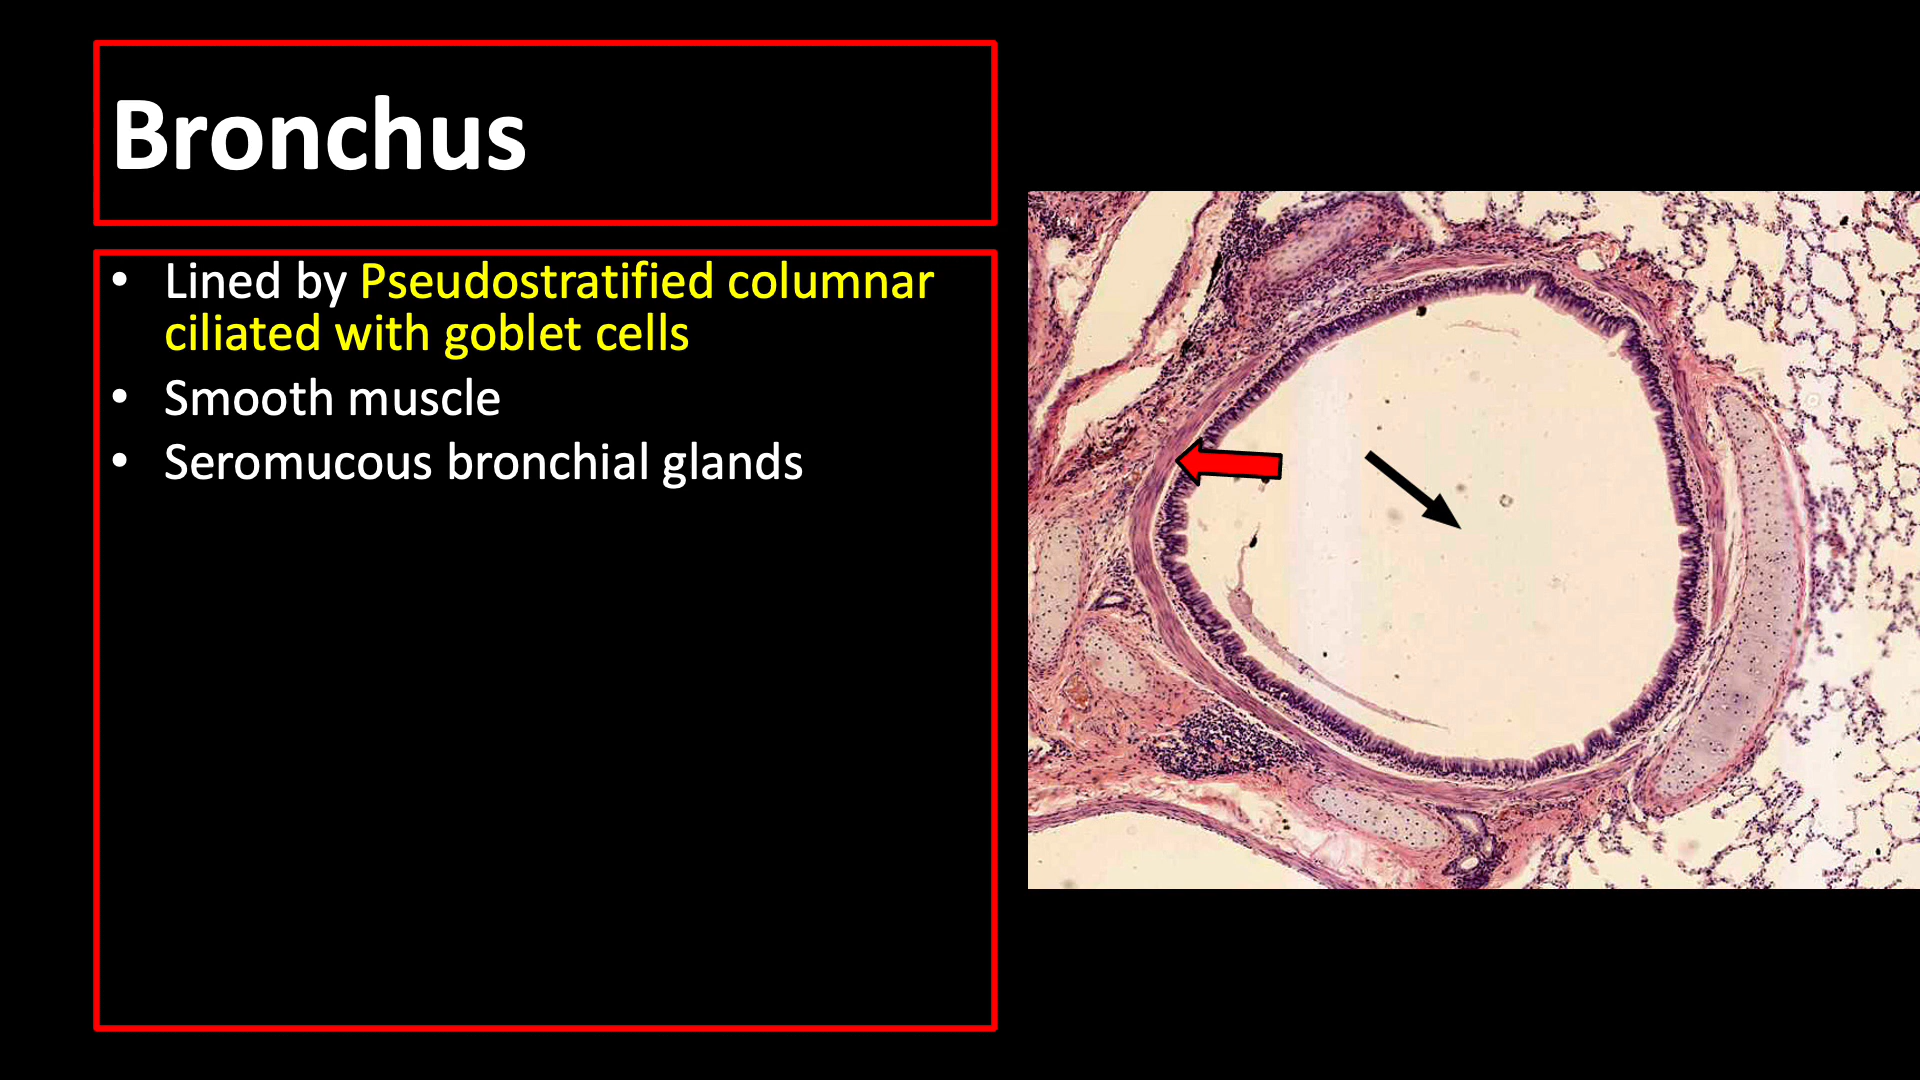 Bronchus
• Lined by Pseudostratified columnar
ciliated with goblet cells
• Smooth muscle
• Seromucous bronchial glands